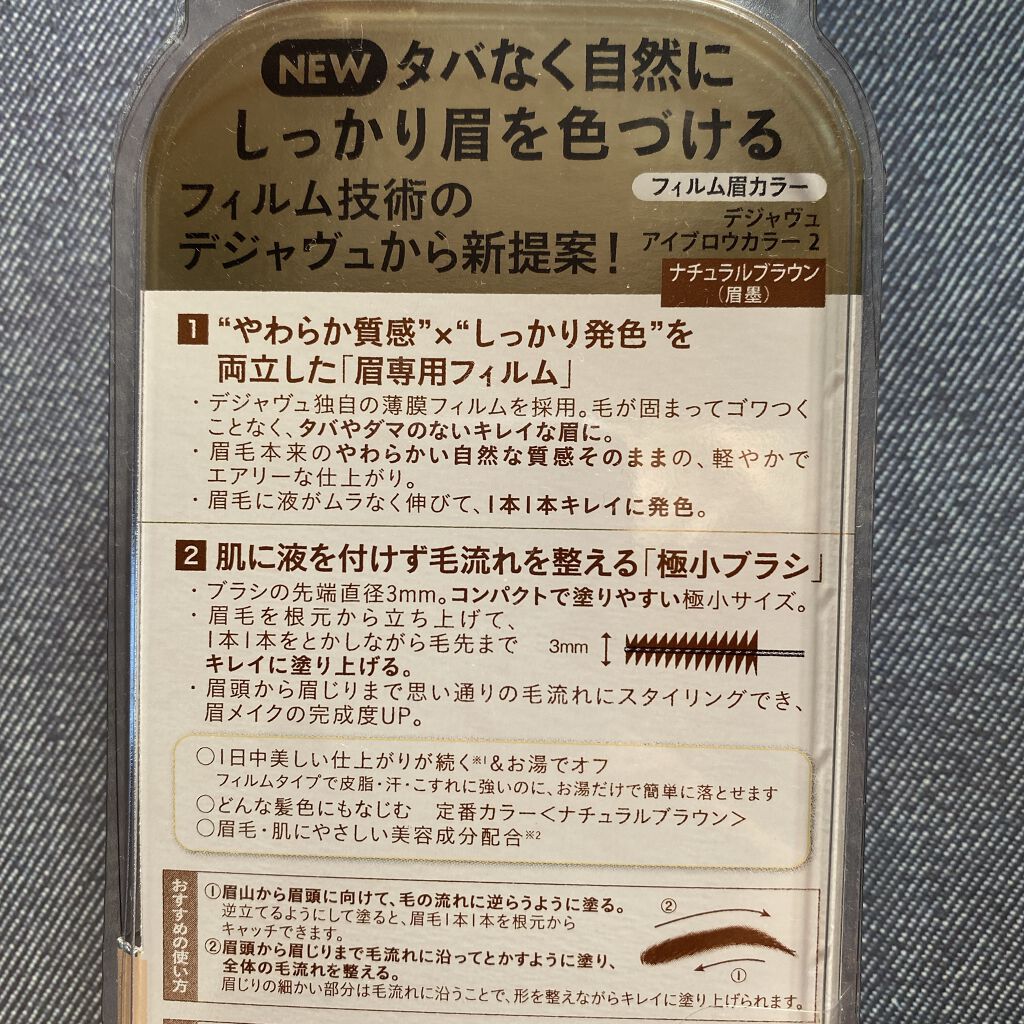 NEW タバなく自然に
しっかり眉を色づける
フィルム技術の
デジャヴュから新提案!
フィルム眉カラー
デジャヴュ
アイブロウカラー 2
ナチュラルブラウン
(眉墨)
1 “やわらか質感”×“しっかり発色”を
両立した「眉専用フィルム」
・デジャヴュ独自の薄膜フィルムを採用。毛が固まってゴワつく
ことなく、タバやダマのないキレイな眉に。
・眉毛本来のやわらかい自然な質感そのままの、軽やかで
エアリーな仕上がり。
・眉毛に液がムラなく伸びて、1本1本キレイに発色。
2 肌に液を付けず毛流れを整える「極小ブラシ」
・ブラシの先端直径3mm。コンパクトで塗りやすい極小サイズ。
・眉毛を根元から立ち上げて、
1本1本をとかしながら毛先まで
キレイに塗り上げる。
3mm
・眉頭から眉じりまで思い通りの毛流れにスタイリングでき、
眉メイクの完成度UP。
○1日中美しい仕上がりが続く※1&お湯でオフ
フィルムタイプで皮脂・汗・こすれに強いのに、お湯だけで簡単に落とせます
○どんな髪色にもなじむ 定番カラー<ナチュラルブラウン>
○眉毛・肌にやさしい美容成分配合※2
おすすめの使い方
①眉山から眉頭に向けて、毛の流れに逆らうように塗る。
逆立てるようにして塗ると、眉毛1本1本を根元から
キャッチできます。
②眉頭から眉じりまで毛流れに沿ってとかすように塗り、
全体の毛流れを整える。
眉じりの細かい部分は毛流れに沿うことで、形を整えながらキレイに塗り上げられます。
②
①